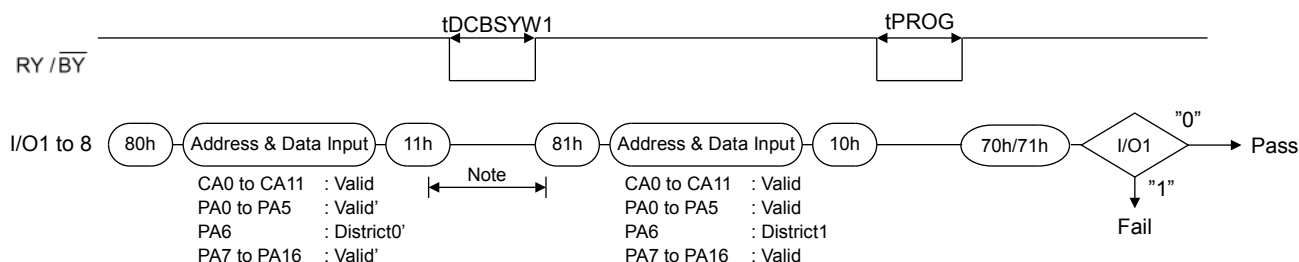 tDCBSYW1 tPROG
RY /BY
I/O1 to 8 80h Address & Data Input 11h 81h Address & Data Input 10h 70h/71h I/O1 "0" Pass
Note "1"
CA0 to CA11 : Valid CA0 to CA11 : Valid
PA0 to PA5 : Valid' PA0 to PA5 : Valid
PA6 : District0' PA6 : District1 Fail
PA7 to PA16 : Valid' PA7 to PA16 : Valid